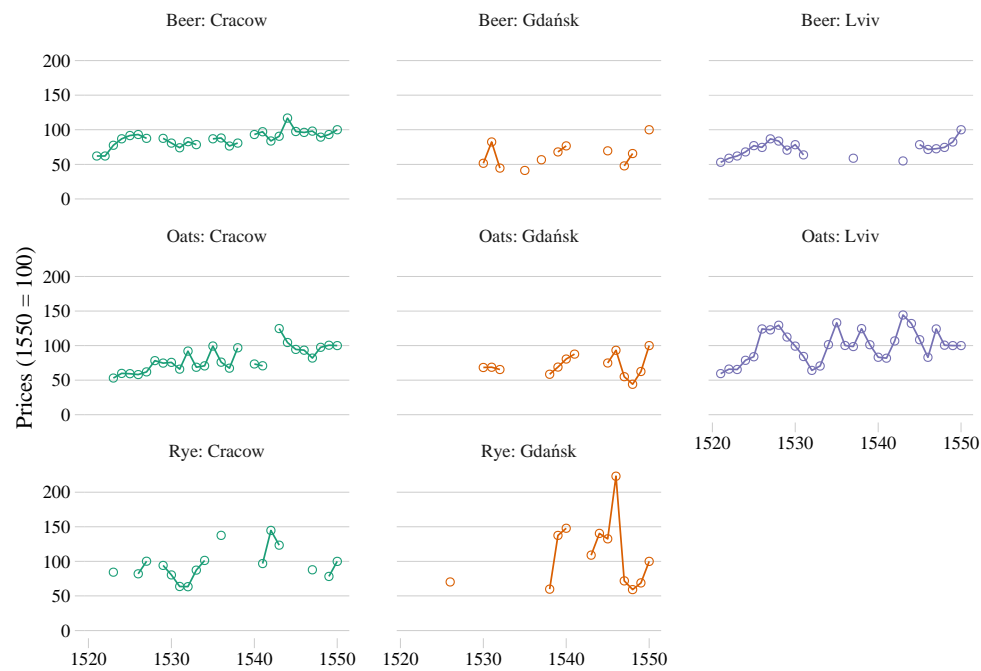 Beer: Cracow
Beer: Gdańsk
Beer: Lviv
200
150
100
50
0
Oats: Cracow
Oats: Gdańsk
Oats: Lviv
200
150
100
50
0
Prices (1550 = 100)
1520 1530 1540 1550
Rye: Cracow
Rye: Gdańsk
200
150
100
50
0
1520 1530 1540 1550
1520 1530 1540 1550